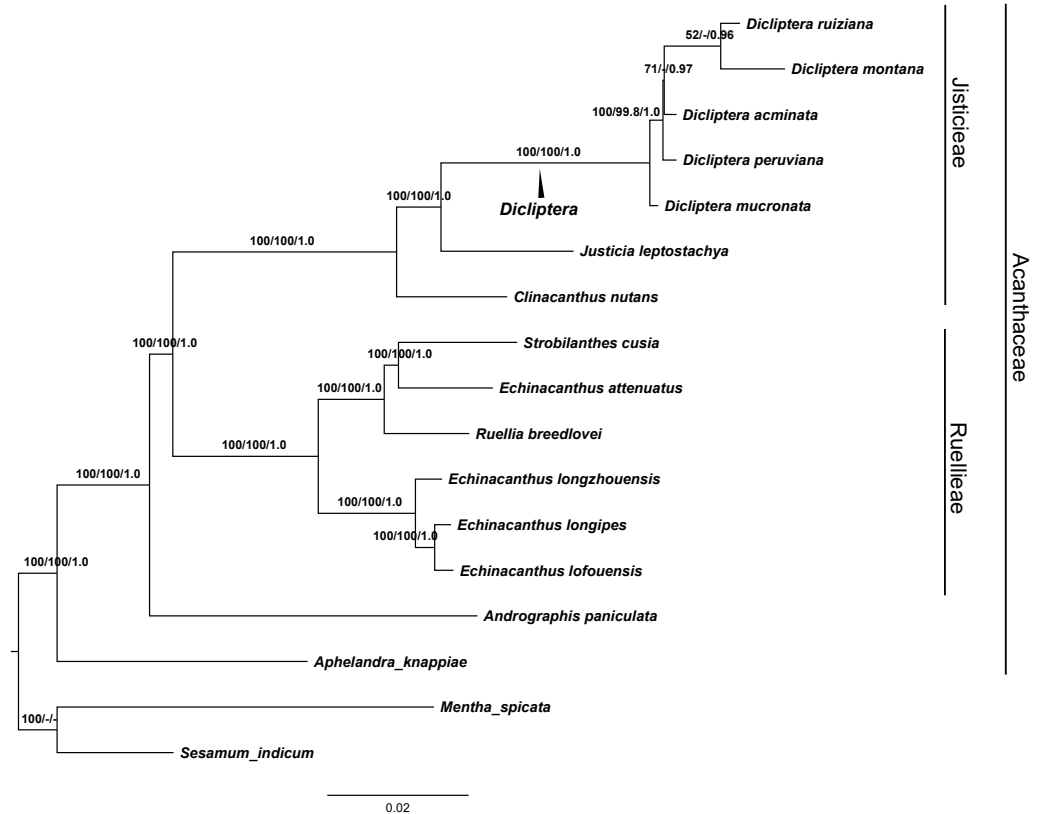 Dicliptera ruiziana
52/-/0.96
Dicliptera montana
71/-/0.97
100/99.8/1.0
Dicliptera acminata
100/100/1.0
Dicliptera peruviana
Dicliptera
100/100/1.0
Dicliptera mucronata
100/100/1.0
Justicia leptostachya
Clinacanthus nutans
Jisticieae
100/100/1.0
Strobilanthes cusia
100/100/1.0
100/100/1.0
Echinacanthus attenuatus
Ruellia breedlovei
100/100/1.0
100/100/1.0
Echinacanthus longzhouensis
100/100/1.0
Echinacanthus longipes
100/100/1.0
Echinacanthus lofouensis
Ruellieae
100/100/1.0
Andrographis paniculata
Aphelandra_knappiae
Acanthaceae
Mentha_spicata
100/-/-
Sesamum_indicum
0.02